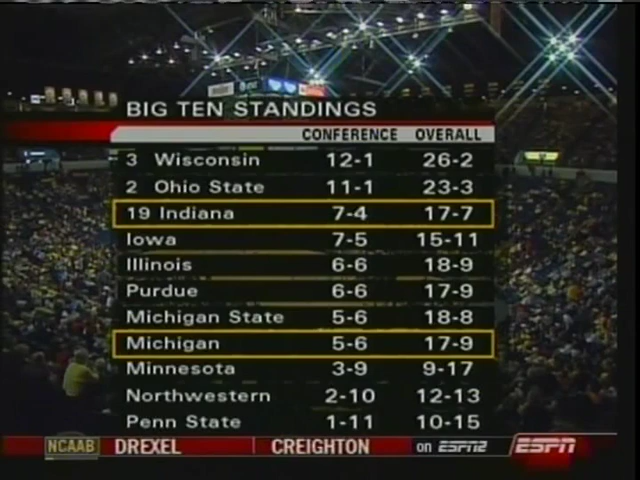 BIG TEN STANDINGS
CONFERENCE OVERALL
3 Wisconsin 12-1 26-2
2 Ohio State 11-1 23-3
19 Indiana 7-4 17-7
Iowa 7-5 15-11
Illinois 6-6 18-9
Purdue 6-6 17-9
Michigan State 5-6 18-8
Michigan 5-6 17-9
Minnesota 3-9 9-17
Northwestern 2-10 12-13
Penn State 1-11 10-15
NCAAB DREXEL CREIGHTON on ESPN2 ESPN